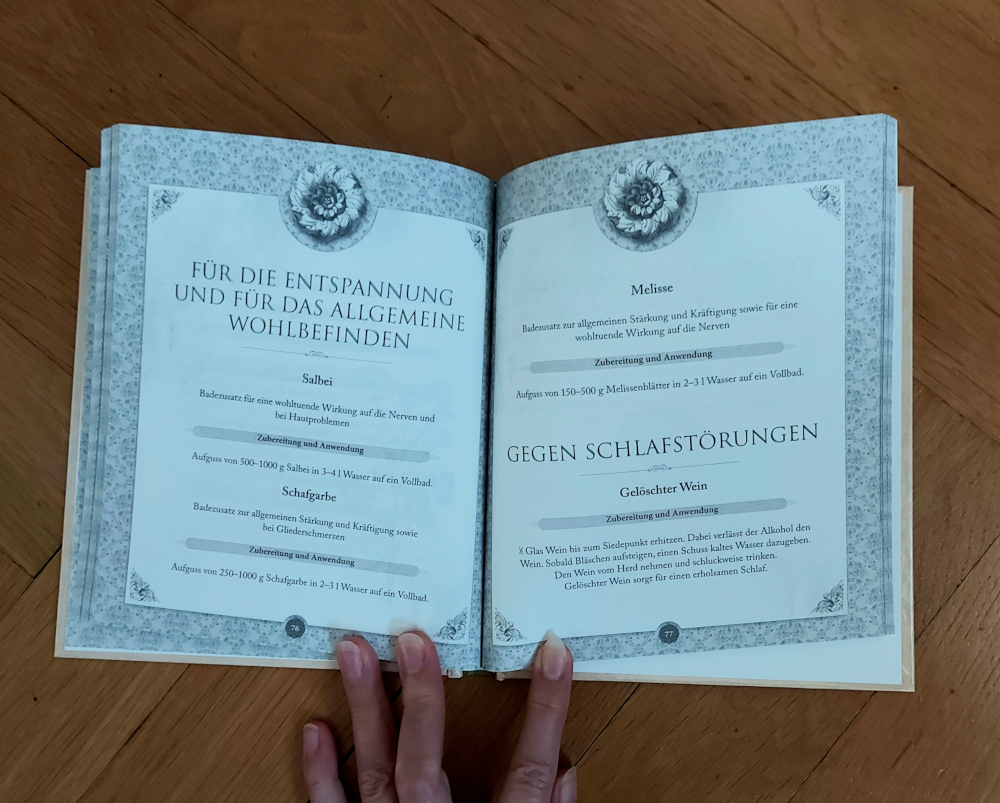 FÜR DIE ENTSPANNUNG
UND FÜR DAS ALLGEMEINE
WOHLBEFINDEN
Salbei
Badezusatz für eine wohltuende Wirkung auf die Nerven und
bei Hautproblemen
Zubereitung und Anwendung
Aufguss von 500–1000 g Salbei in 3–4 l Wasser auf ein Vollbad.
Schafgarbe
Badezusatz zur allgemeinen Stärkung und Kräftigung sowie
bei Gliederschmerzen
Zubereitung und Anwendung
Aufguss von 250–1000 g Schafgarbe in 2–3 l Wasser auf ein Vollbad.
76
Melisse
Badezusatz zur allgemeinen Stärkung und Kräftigung sowie für eine
wohltuende Wirkung auf die Nerven
Zubereitung und Anwendung
Aufguss von 150–500 g Melissenblätter in 2–3 l Wasser auf ein Vollbad.
GEGEN SCHLAFSTÖRUNGEN
Gelöschter Wein
Zubereitung und Anwendung
Glas Wein bis zum Siedepunkt erhitzen. Dabei verlässt der Alkohol den
Wein. Sobald Bläschen aufsteigen, einen Schuss kaltes Wasser dazugeben.
Den Wein vom Herd nehmen und schluckweise trinken.
Gelöschter Wein sorgt für einen erholsamen Schlaf.
77